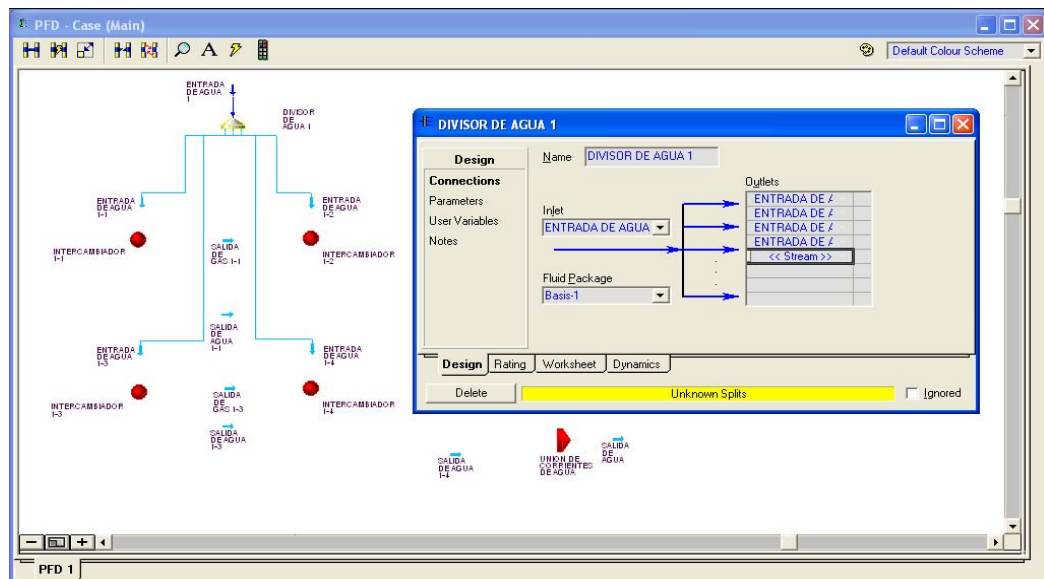 PFD - Case (Main)
A
Default Colour Scheme
ENTRADA
DE AGUA
1
DIVISOR
DE
AGUA 1
ENTRADA
DE AGUA
1-1
ENTRADA
DE AGUA
1-2
INTERCAMBIADOR
1-1
SALIDA
DE
GAS 1-1
INTERCAMBIADOR
1-2
SALIDA
DE
AGUA
1-1
ENTRADA
DE AGUA
1-3
ENTRADA
DE AGUA
1-4
INTERCAMBIADOR
1-3
SALIDA
DE
GAS 1-3
INTERCAMBIADOR
1-4
SALIDA
DE AGUA
1-3
SALIDA
DE AGUA
1-4
UNION DE
CORRIENTES
DE AGUA
SALIDA
DE
AGUA
DIVISOR DE AGUA 1
Design
Connections
Parameters
User Variables
Notes
Name
DIVISOR DE AGUA 1
Inlet
ENTRADA DE AGUA
Fluid Package
Basis-1
Outlets
ENTRADA DE A
ENTRADA DE A
ENTRADA DE A
ENTRADA DE A
<< Stream >>
Design Rating Worksheet Dynamics
Delete
Unknown Splits
Ignored
PFD 1